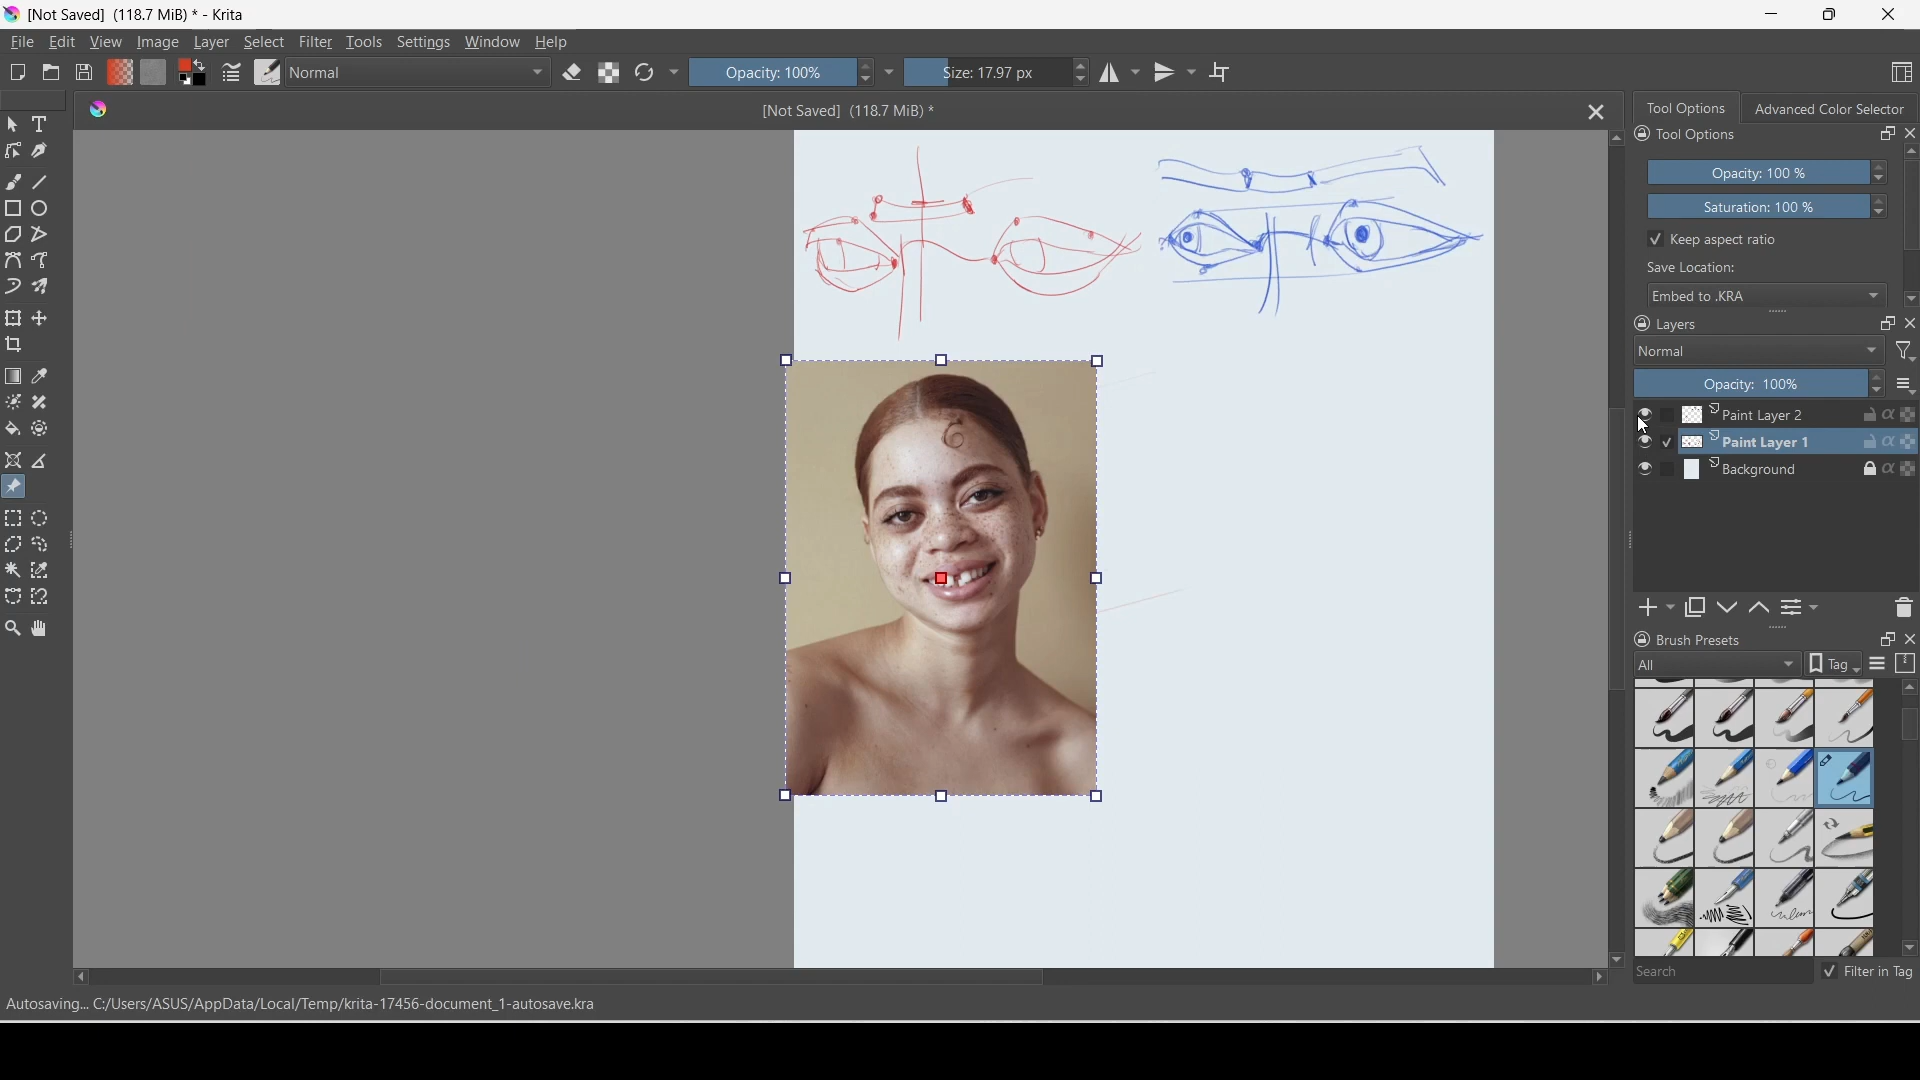 [Not Saved] (118.7 MiB) * - Krita
File Edit View Image Layer Select Filter Tools Settings Window Help
Normal Opacity: 100% Size: 17.97 px
[Not Saved] (118.7 MiB) *
Tool Options Advanced Color Selector
Tool Options
Opacity: 100 %
Saturation: 100 %
Keep aspect ratio
Save Location:
Embed to .KRA
Layers
Normal
Opacity: 100%
Paint Layer 2
Paint Layer 1
Background
Brush Presets
All Tag
Search Filter in Tag
Autosaving... C:/Users/ASUS/AppData/Local/Temp/krita-17456-document_1-autosave.kra